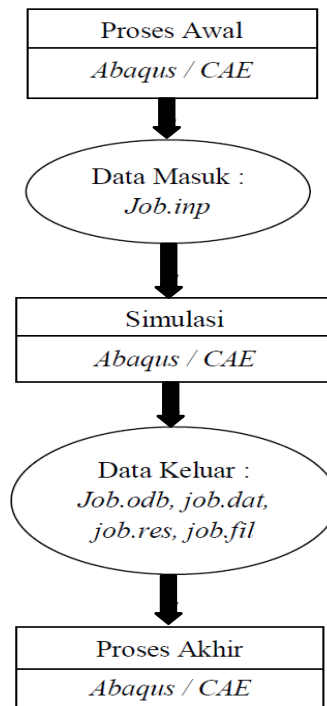 Proses Awal
Abaqus / CAE
Data Masuk :
Job.inp
Simulasi
Abaqus / CAE
Data Keluar :
Job.odb, job.dat,
job.res, job.fil
Proses Akhir
Abaqus / CAE